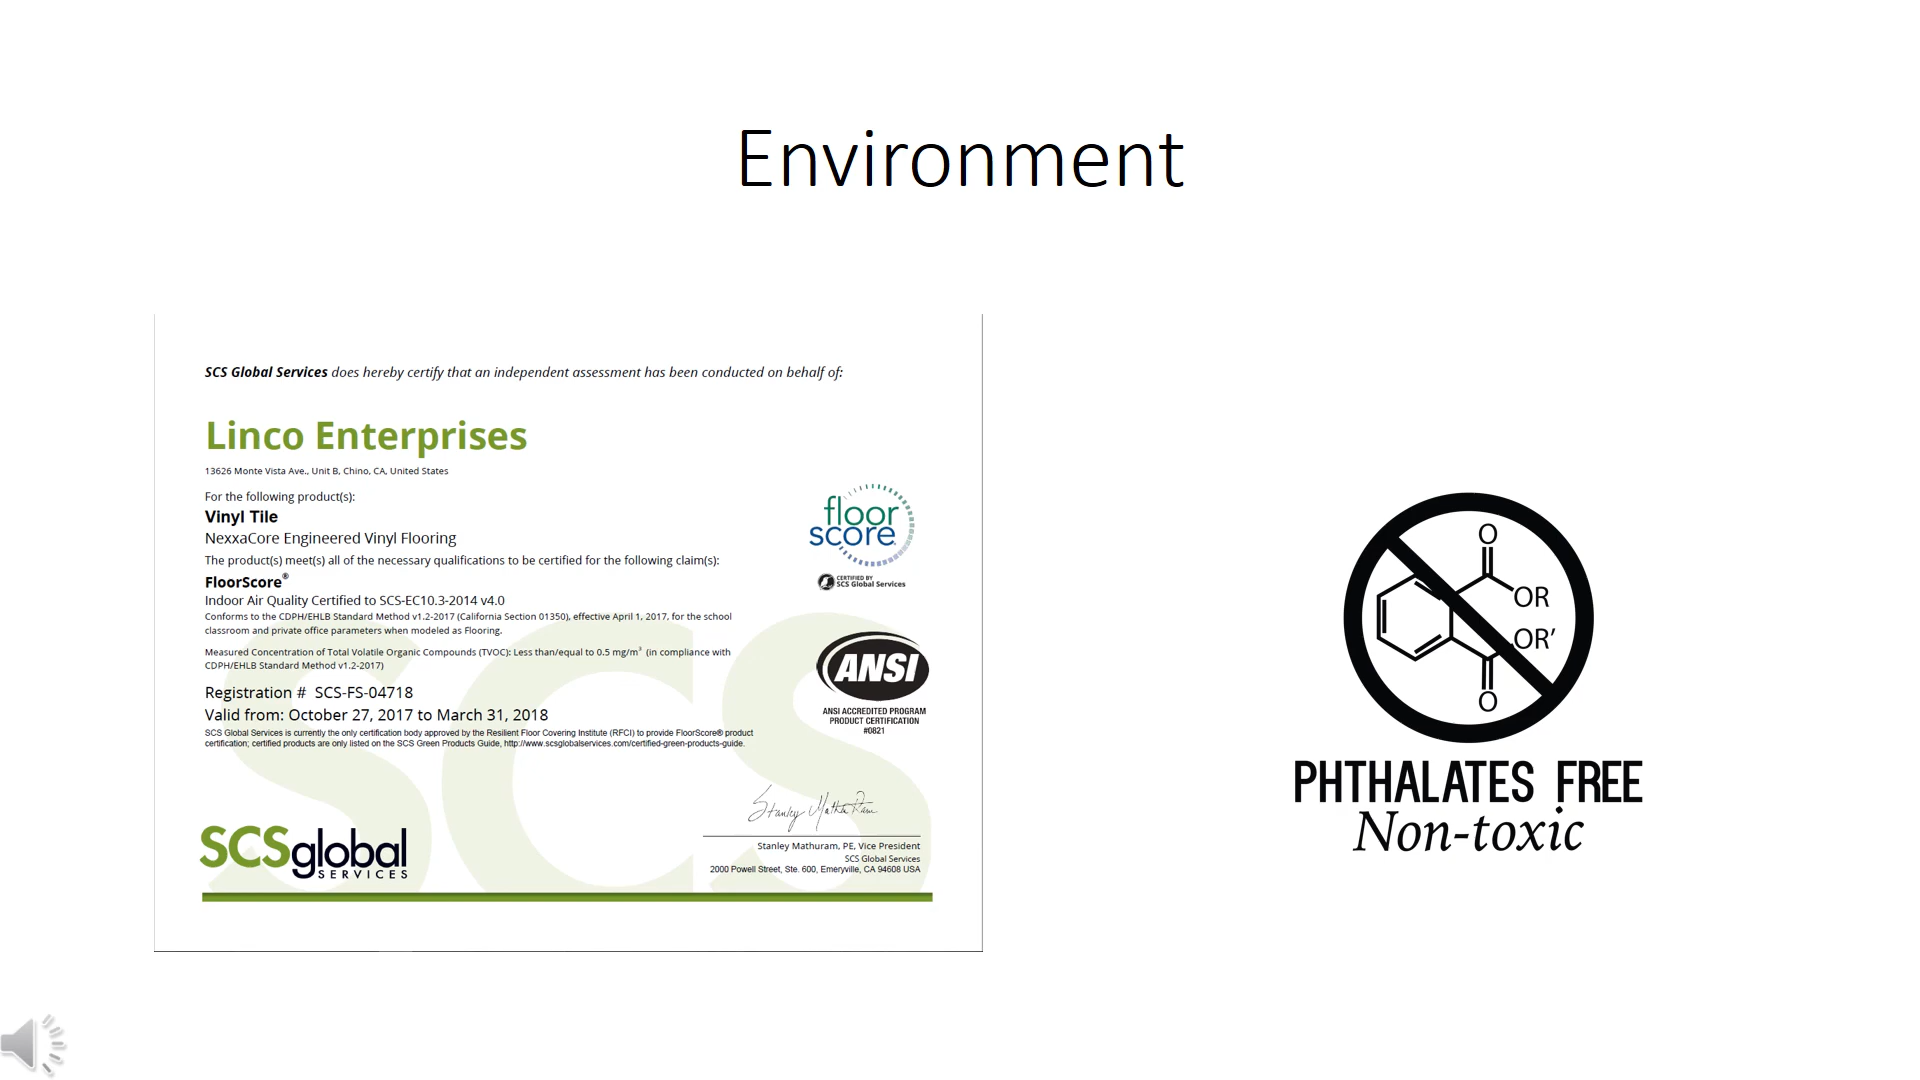 Environment
SCS Global Services does hereby certify that an independent assessment has been conducted on behalf of:
Linco Enterprises
13626 Monte Vista Ave., Unit B, Chino, CA, United States
For the following product(s):
Vinyl Tile
NexxaCore Engineered Vinyl Flooring
The product(s) meet(s) all of the necessary qualifications to be certified for the following claim(s):
FloorScore®
Indoor Air Quality Certified to SCS-EC10.3-2014 v4.0
Conforms to the CDPH/EHLB Standard Method v1.2-2017 (California Section 01350), effective April 1, 2017, for the school
classroom and private office parameters when modeled as Flooring.
Measured Concentration of Total Volatile Organic Compounds (TVOC): Less than/equal to 0.5 mg/m³ (in compliance with
CDPH/EHLB Standard Method v1.2-2017)
Registration # SCS-FS-04718
Valid from: October 27, 2017 to March 31, 2018
SCS Global Services is currently the only certification body approved by the Resilient Floor Covering Institute (RFCI) to provide FloorScore® product
certification; certified products are only listed on the SCS Green Products Guide, http://www.scsglobalservices.com/certified-green-products-guide.
floor
score
CERTIFIED BY
SCS Global Services
ANSI
ANSI ACCREDITED PROGRAM
PRODUCT CERTIFICATION
#0821
SCS
Stanley Mathuram
Stanley Mathuram, PE, Vice President
SCS Global Services
2000 Powell Street, Ste. 600, Emeryville, CA 94608 USA
SCSglobal
SERVICES
O
OR
OR'
O
PHTHALATES FREE
Non-toxic